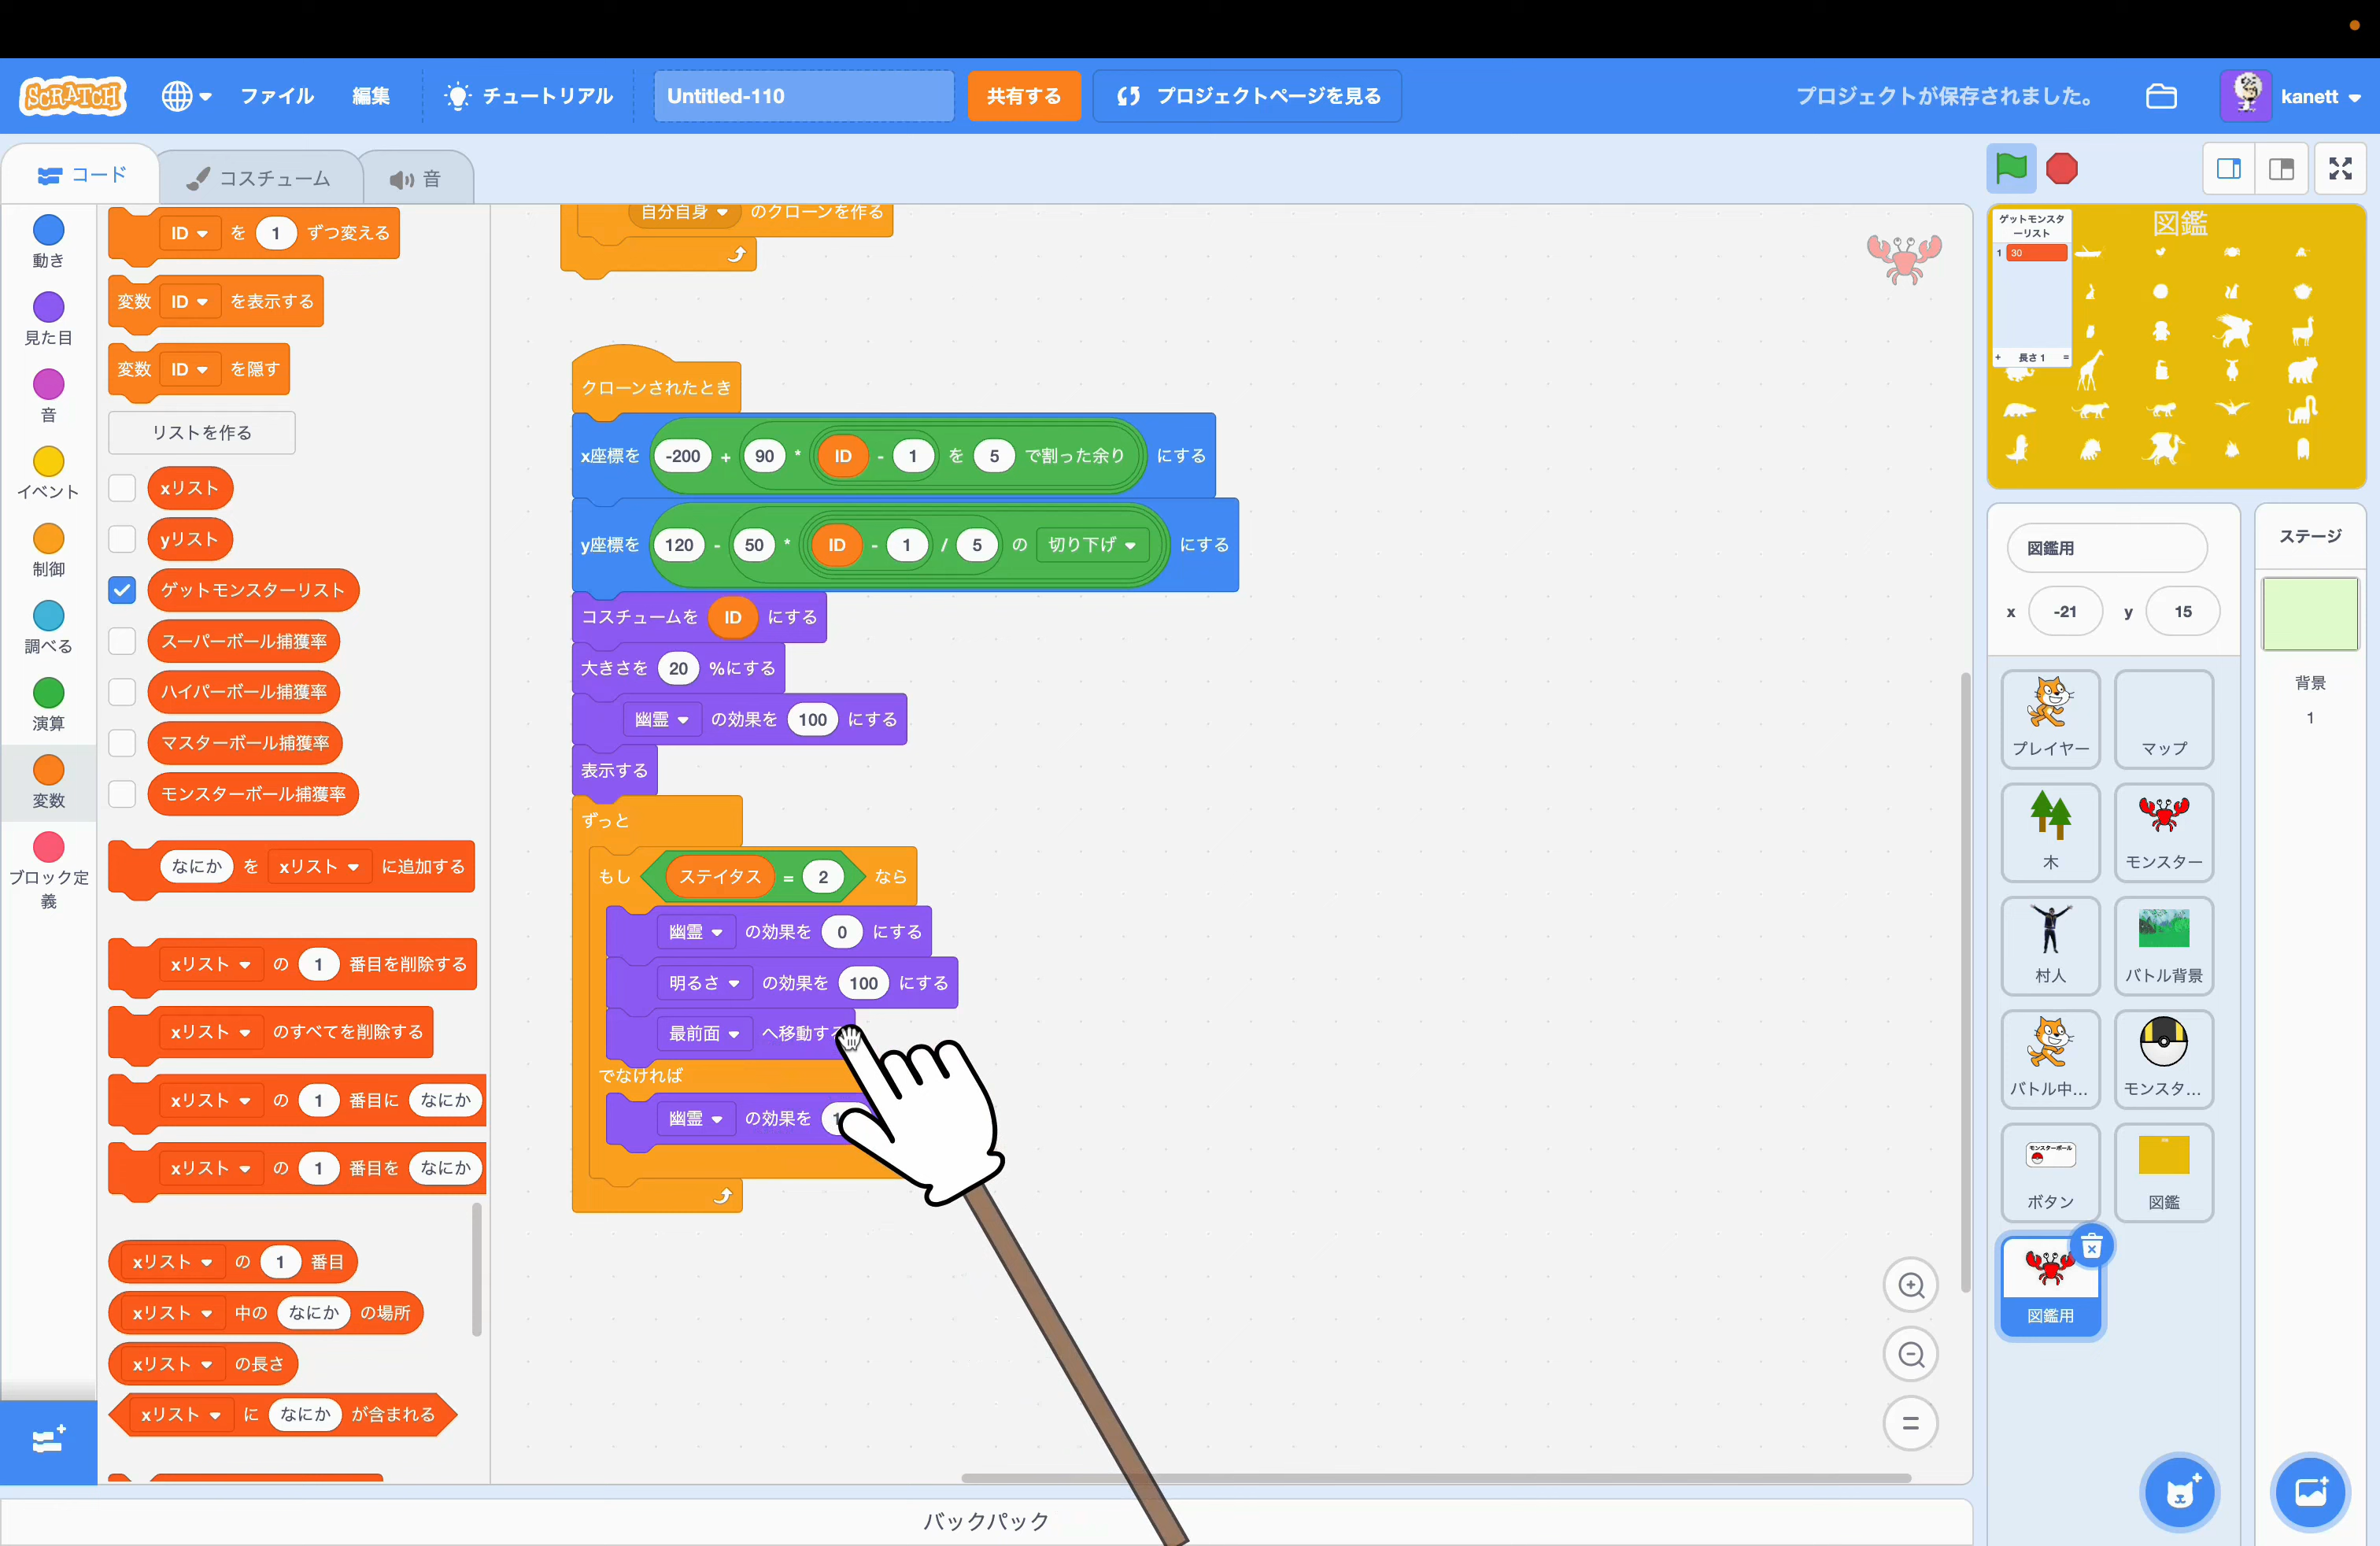 SCRATCH
ファイル
編集
チュートリアル
Untitled-110
共有する
プロジェクトページを見る
プロジェクトが保存されました。
kanett
コード
コスチューム
音
動き
見た目
音
イベント
制御
調べる
演算
変数
ブロック定
義
ID を 1 ずつ変える
変数 ID を表示する
変数 ID を隠す
リストを作る
xリスト
yリスト
ゲットモンスターリスト
スーパーボール捕獲率
ハイパーボール捕獲率
マスターボール捕獲率
モンスターボール捕獲率
なにか を xリスト に追加する
xリスト の 1 番目を削除する
xリスト のすべてを削除する
xリスト の 1 番目に なにか
xリスト の 1 番目を なにか
xリスト の 1 番目
xリスト 中の なにか の場所
xリスト の長さ
xリスト に なにか が含まれる
自分自身 のクローンを作る
クローンされたとき
x座標を -200 + 90 * ID - 1 を 5 で割った余り にする
y座標を 120 - 50 * ID - 1 / 5 の 切り下げ にする
コスチュームを ID にする
大きさを 20 %にする
幽霊 の効果を 100 にする
表示する
ずっと
もし ステイタス = 2 なら
幽霊 の効果を 0 にする
明るさ の効果を 100 にする
最前面 へ移動す
でなければ
幽霊 の効果を
バックパック
図鑑
ゲットモンスタ
ーリスト
1 30
+ 長さ 1 =
図鑑用
x -21 y 15
プレイヤー
マップ
木
モンスター
村人
バトル背景
バトル中...
モンスタ...
モンスターボール
ボタン
図鑑
図鑑用
ステージ
背景
1